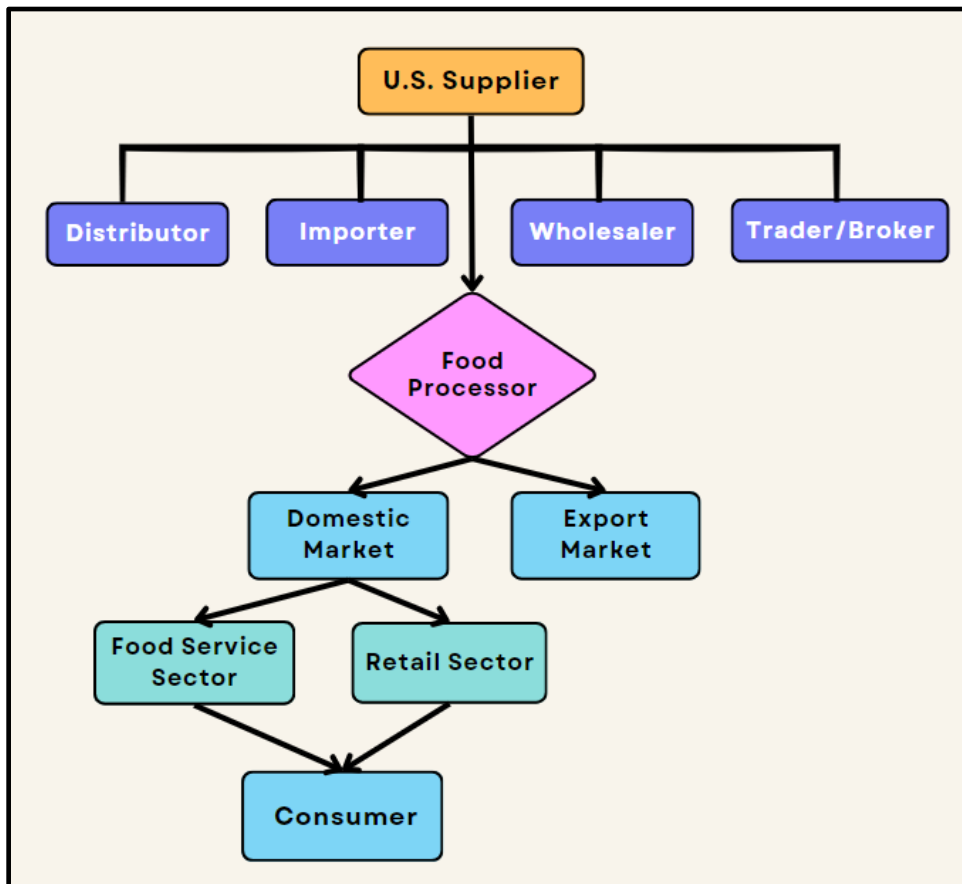 U.S. Supplier
Distributor
Importer
Wholesaler
Trader/Broker
Food
Processor
Domestic
Market
Export
Market
Food Service
Sector
Retail Sector
Consumer